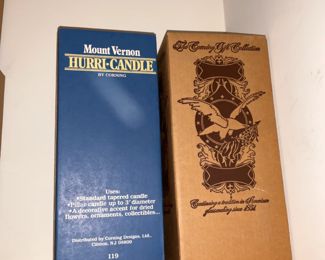 Mount Vernon
HURRI-CANDLE
BY CORNING
Uses:
•Standard tapered candle
•Pillar candle up to 3" diameter
•A decorative accent for dried
flowers, ornaments, collectibles...
Distributed by Corning Designs, Ltd.,
Clinton, NJ 08809
119
The Corning Gift Collection
Continuing a tradition in American
glassmaking since 1851.